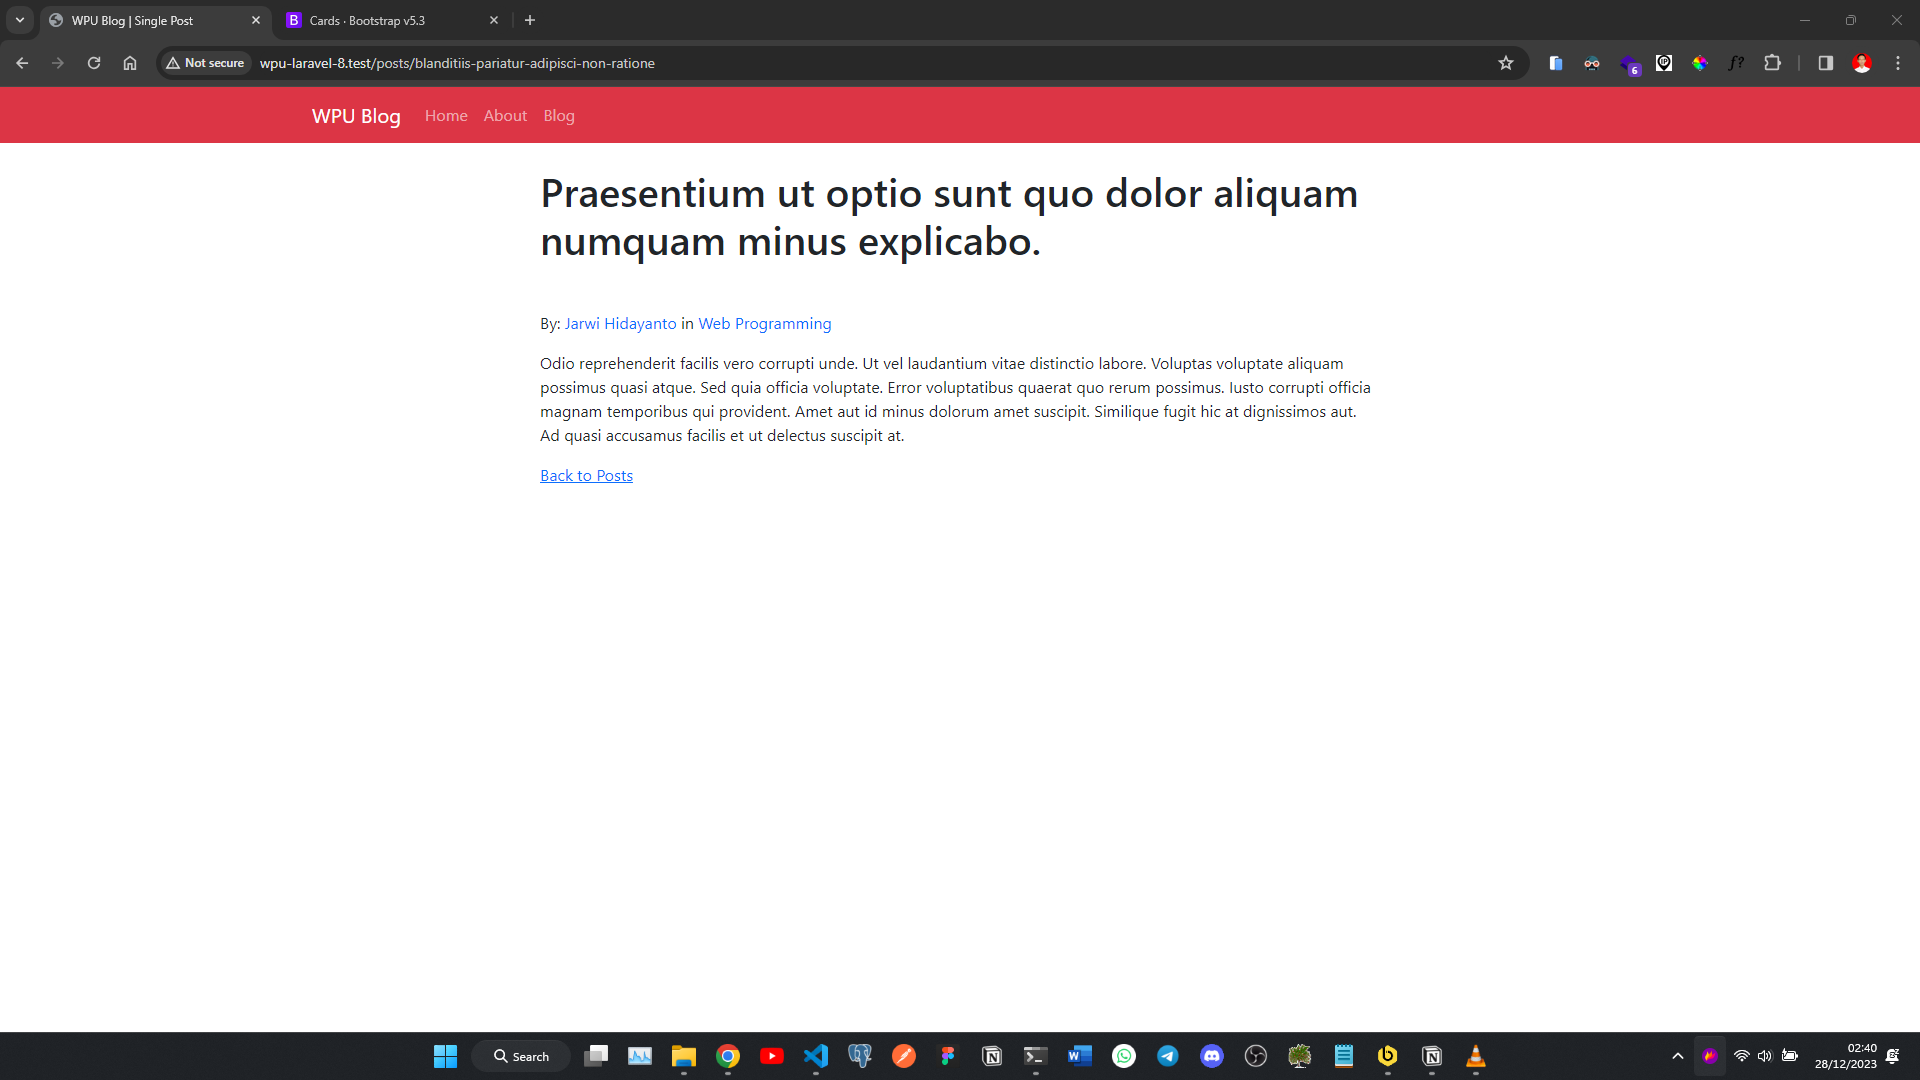 WPU Blog | Single Post
Cards · Bootstrap v5.3
Not secure
wpu-laravel-8.test/posts/blanditiis-pariatur-adipisci-non-ratione
6
f?
WPU Blog
Home
About
Blog
Praesentium ut optio sunt quo dolor aliquam
numquam minus explicabo.
By: Jarwi Hidayanto in Web Programming
Odio reprehenderit facilis vero corrupti unde. Ut vel laudantium vitae distinctio labore. Voluptas voluptate aliquam
possimus quasi atque. Sed quia officia voluptate. Error voluptatibus quaerat quo rerum possimus. Iusto corrupti officia
magnam temporibus qui provident. Amet aut id minus dolorum amet suscipit. Similique fugit hic at dignissimos aut.
Ad quasi accusamus facilis et ut delectus suscipit at.
Back to Posts
Search
02:40
28/12/2023